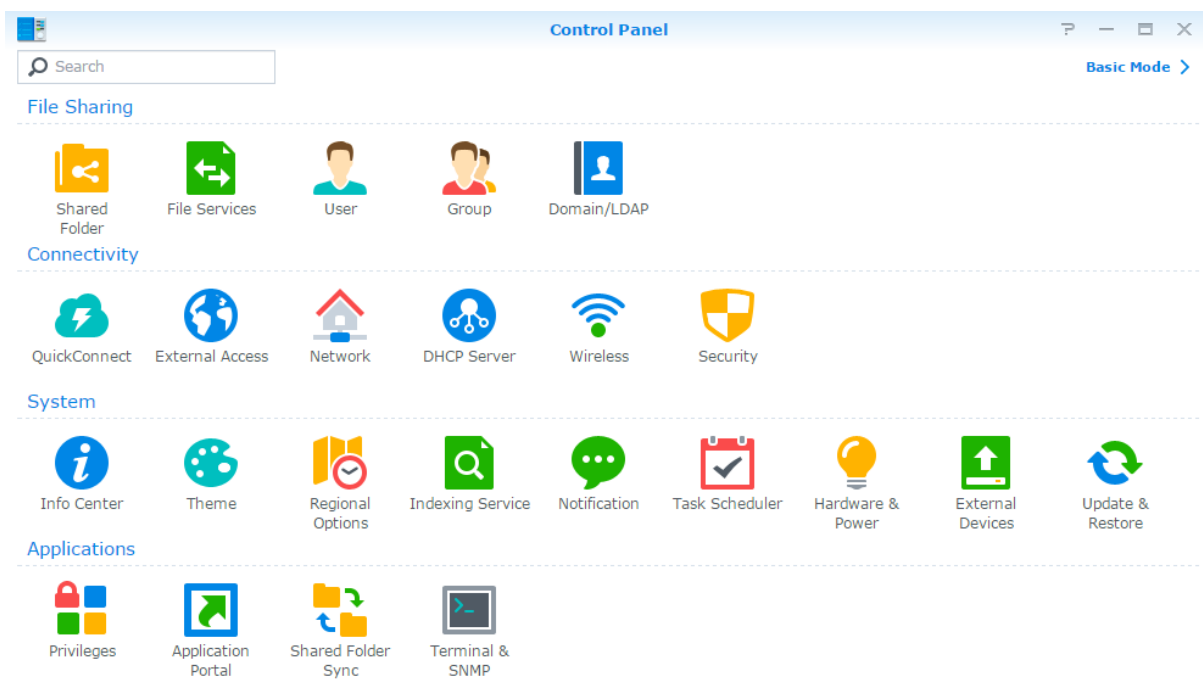 Control Panel
Search
Basic Mode
File Sharing
Shared Folder
File Services
User
Group
Domain/LDAP
Connectivity
QuickConnect
External Access
Network
DHCP Server
Wireless
Security
System
Info Center
Theme
Regional Options
Indexing Service
Notification
Task Scheduler
Hardware & Power
External Devices
Update & Restore
Applications
Privileges
Application Portal
Shared Folder Sync
Terminal & SNMP